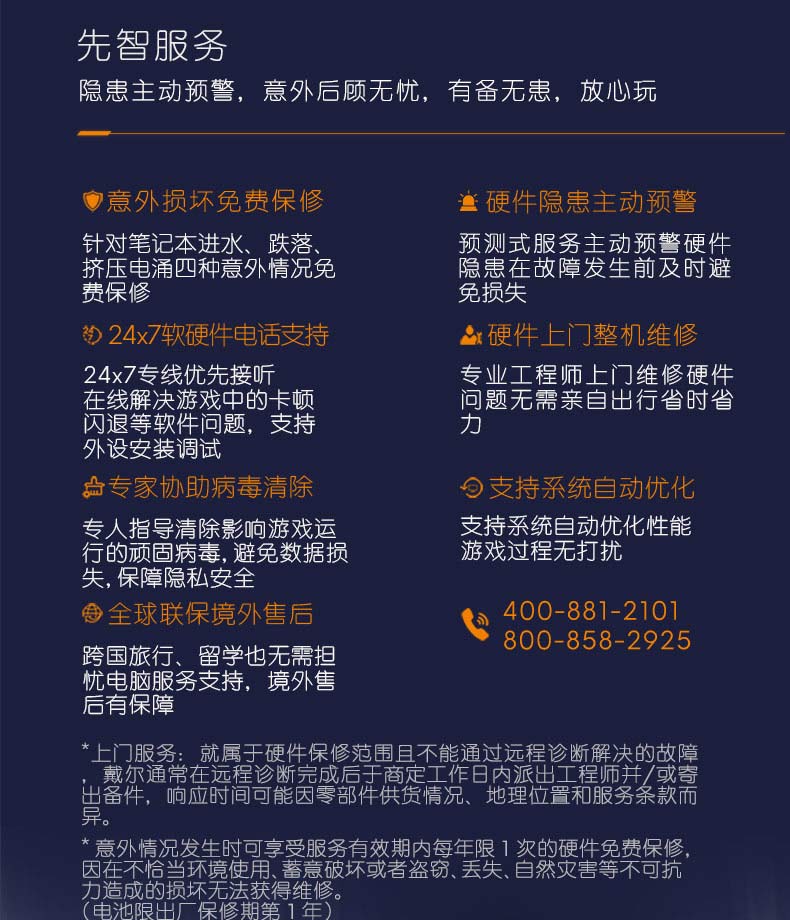 先智服务
隐患主动预警，意外后顾无忧，有备无患，放心玩
意外损坏免费保修
针对笔记本进水、跌落、
挤压电涌四种意外情况免
费保修
硬件隐患主动预警
预测式服务主动预警硬件
隐患在故障发生前及时避
免损失
24x7软硬件电话支持
24x7专线优先接听
在线解决游戏中的卡顿
闪退等软件问题，支持
外设安装调试
硬件上门整机维修
专业工程师上门维修硬件
问题无需亲自出行省时省
力
专家协助病毒清除
专人指导清除影响游戏运
行的顽固病毒,避免数据损
失,保障隐私安全
支持系统自动优化
支持系统自动优化性能
游戏过程无打扰
全球联保境外售后
跨国旅行、留学也无需担
忧电脑服务支持，境外售
后有保障
400-881-2101
800-858-2925
*上门服务：就属于硬件保修范围且不能通过远程诊断解决的故障
，戴尔通常在远程诊断完成后于商定工作日内派出工程师并/或寄
出备件，响应时间可能因零部件供货情况、地理位置和服务条款而
异。
*意外情况发生时可享受服务有效期内每年限1次的硬件免费保修，
因在不恰当环境使用、蓄意破坏或者盗窃、丢失、自然灾害等不可抗
力造成的损坏无法获得维修。
（电池限出厂保修期第1年）